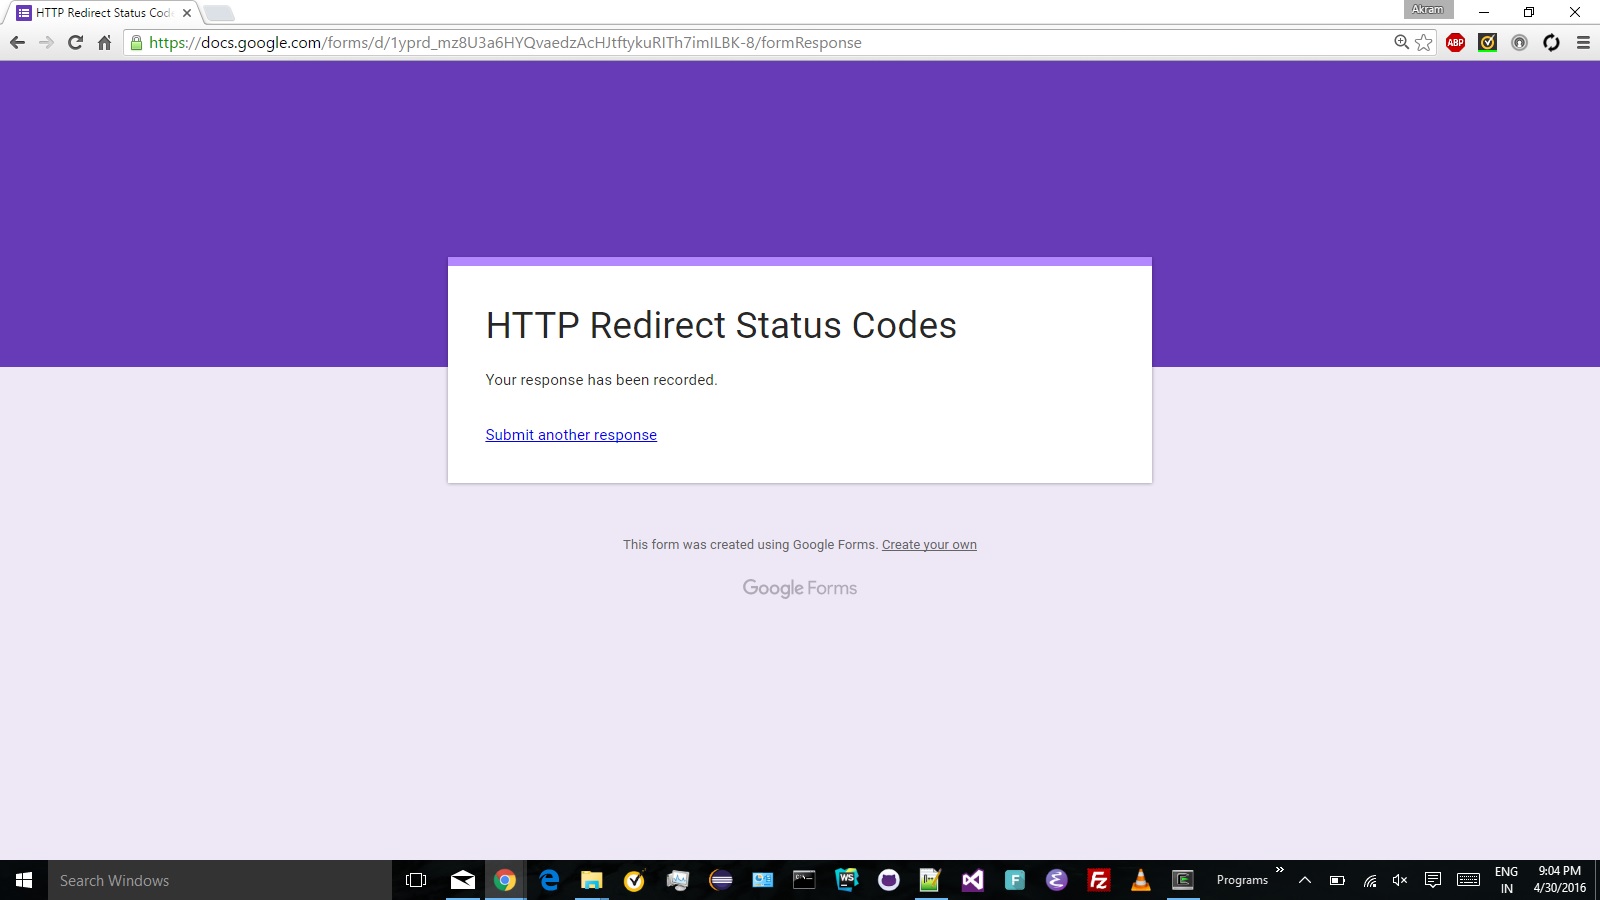 HTTP Redirect Status Cod
Akram
https://docs.google.com/forms/d/1yprd_mz8U3a6HYQvaedzAcHJtftykuRITh7imILBK-8/formResponse
ABP
HTTP Redirect Status Codes
Your response has been recorded.
Submit another response
This form was created using Google Forms. Create your own
Google Forms
Search Windows
WS
F
Fz
Programs
ENG
IN
9:04 PM
4/30/2016